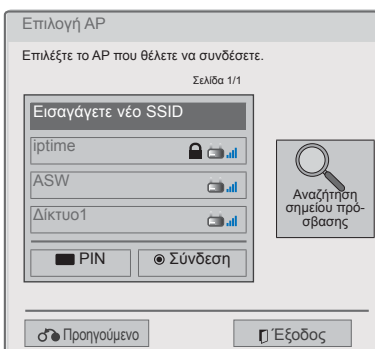 Επιλογή AP
Επιλέξτε το AP που θέλετε να συνδέσετε.
Σελίδα 1/1
Εισαγάγετε νέο SSID
iptime
ASW
Δίκτυο1
PIN
Σύνδεση
Αναζήτηση
σημείου πρό-
σβασης
Προηγούμενο
Έξοδος